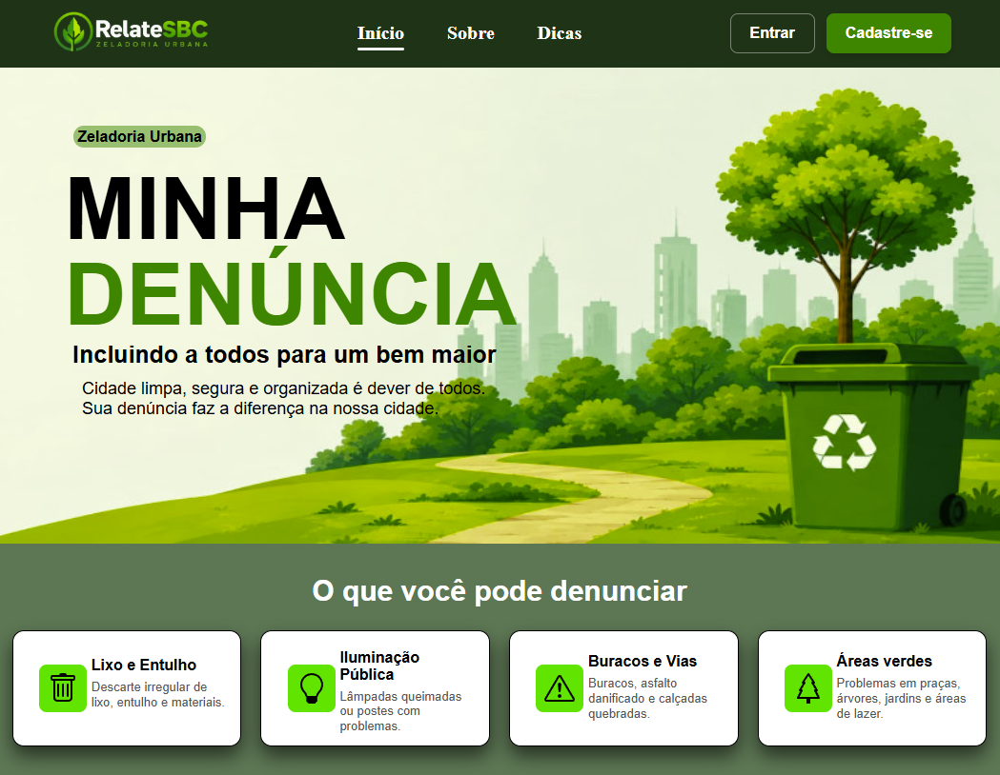 RelateSBC
ZELADORIA URBANA
Início
Sobre
Dicas
Entrar
Cadastre-se
Zeladoria Urbana
MINHA
DENÚNCIA
Incluindo a todos para um bem maior
Cidade limpa, segura e organizada é dever de todos.
Sua denúncia faz a diferença na nossa cidade.
O que você pode denunciar
Lixo e Entulho
Descarte irregular de
lixo, entulho e materiais.
Iluminação
Pública
Lâmpadas queimadas
ou postes com
problemas.
Buracos e Vias
Buracos, asfalto
danificado e calçadas
quebradas.
Áreas verdes
Problemas em praças,
árvores, jardins e áreas
de lazer.